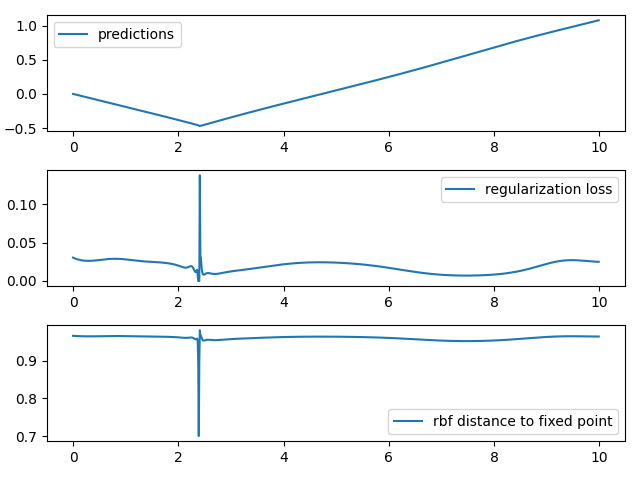 1.0
0.5
0.0
−0.5
predictions
0 2 4 6 8 10
0.10
0.05
0.00
regularization loss
0 2 4 6 8 10
0.9
0.8
0.7
rbf distance to fixed point
0 2 4 6 8 10